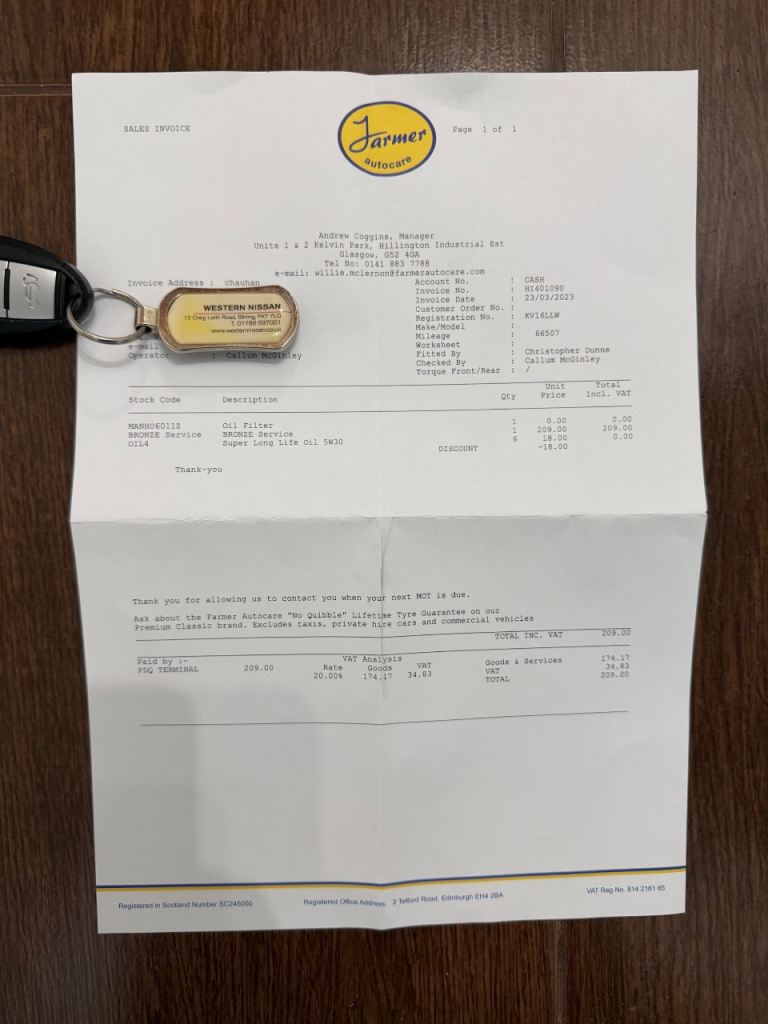 SALES INVOICE
Farmer autocare
Page 1 of 1
Andrew Coggins, Manager
Units 1 & 2 Kelvin Park, Hillington Industrial Est
Glasgow, G52 4GA
Tel No: 0141 883 7788
e-mail: willie.mclernon@farmerautocare.com
Invoice Address : chauhan
Account No. : CASH
Invoice No. : HI401090
Invoice Date : 23/03/2023
Customer Order No. :
Registration No. : KV16LLW
Make/Model :
Mileage : 66507
Worksheet :
Fitted By : Christopher Dunne
Checked By : Callum McGinley
Torque Front/Rear : /
WESTERN NISSAN
Road, Stirling, FK7 7LQ
T. 01786 637001
www.westernnissan.co.uk
e-mail
Operator : Callum McGinley
Stock Code Description Qty Unit Price Total Incl. VAT
MANHU6011Z Oil Filter 1 0.00 0.00
BRONZE Service BRONZE Service 1 209.00 209.00
OIL4 Super Long Life Oil 5W30 6 18.00 0.00
DISCOUNT -18.00
Thank-you
Thank you for allowing us to contact you when your next MOT is due.
Ask about the Farmer Autocare "No Quibble" Lifetime Tyre Guarantee on our
Premium Classic brand. Excludes taxis, private hire cars and commercial vehicles
TOTAL INC. VAT 209.00
Paid by :-
PDQ TERMINAL 209.00
VAT Analysis
Rate Goods VAT
20.00% 174.17 34.83
Goods & Services 174.17
VAT 34.83
TOTAL 209.00
Registered in Scotland Number SC246050
Registered Office Address 2 Telford Road, Edinburgh EH4 2BA
VAT Reg No. 814 2161 65